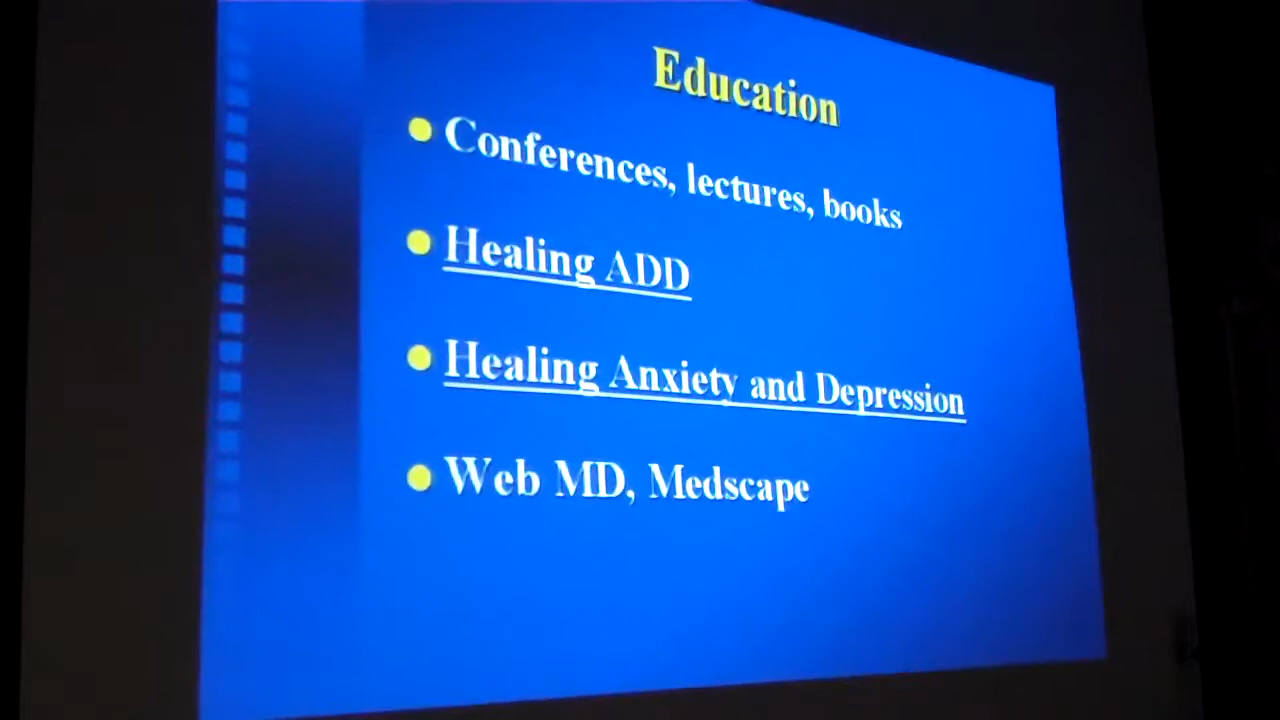 Education
Conferences, lectures, books
Healing ADD
Healing Anxiety and Depression
Web MD, Medscape